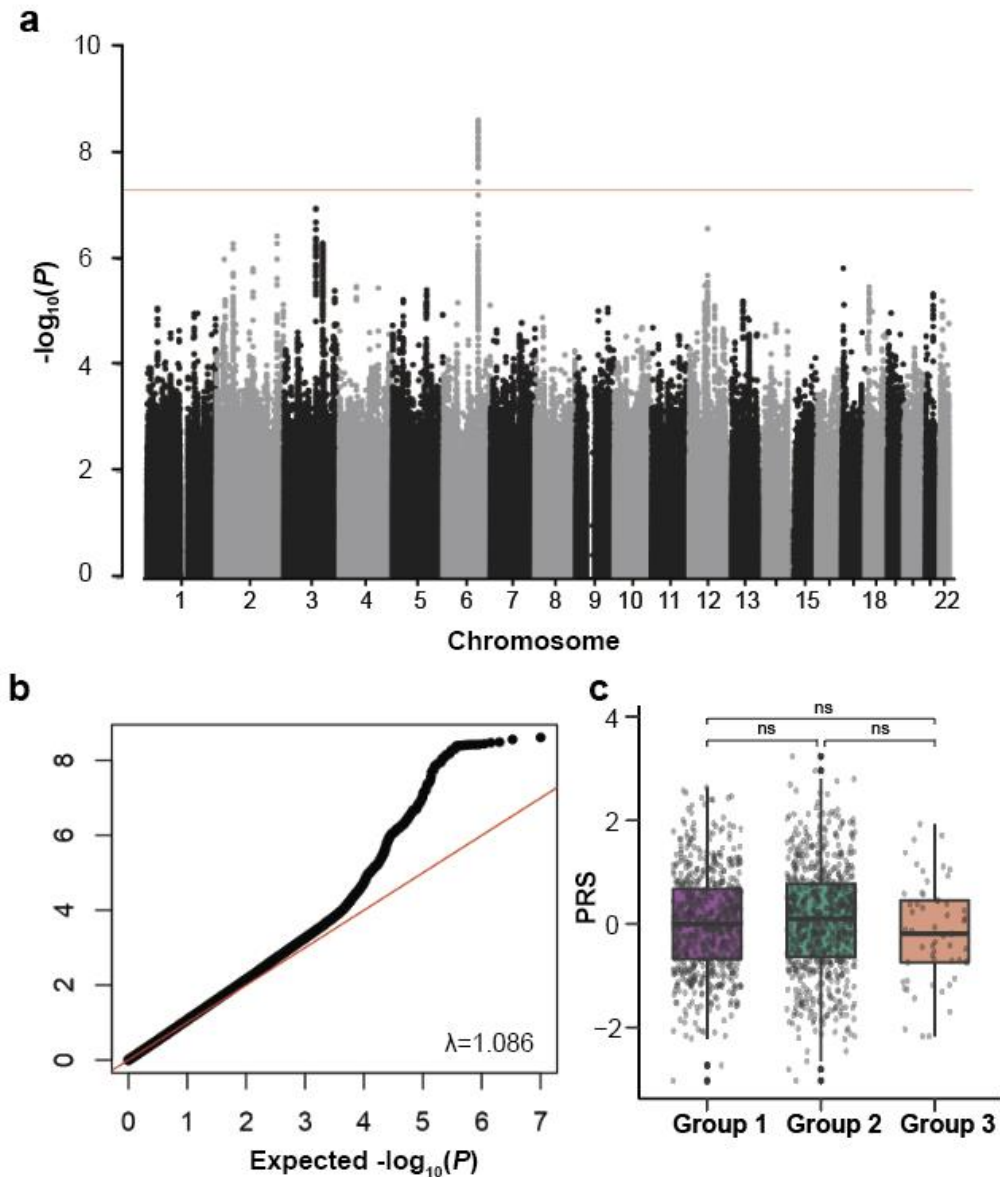 a
10
8
6
4
2
0
-log10(P)
1 2 3 4 5 6 7 8 9 10 11 12 13 15 18 22
Chromosome
b
8
6
4
2
0
λ=1.086
0 1 2 3 4 5 6 7
Expected -log10(P)
c
4
2
0
−2
PRS
ns
ns ns
Group 1 Group 2 Group 3